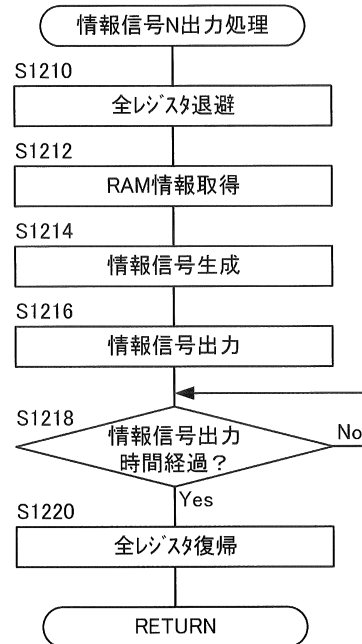 情報信号N出力処理
S1210
全ﾚｼﾞｽﾀ退避
S1212
RAM情報取得
S1214
情報信号生成
S1216
情報信号出力
S1218
情報信号出力
時間経過？
No
Yes
S1220
全ﾚｼﾞｽﾀ復帰
RETURN